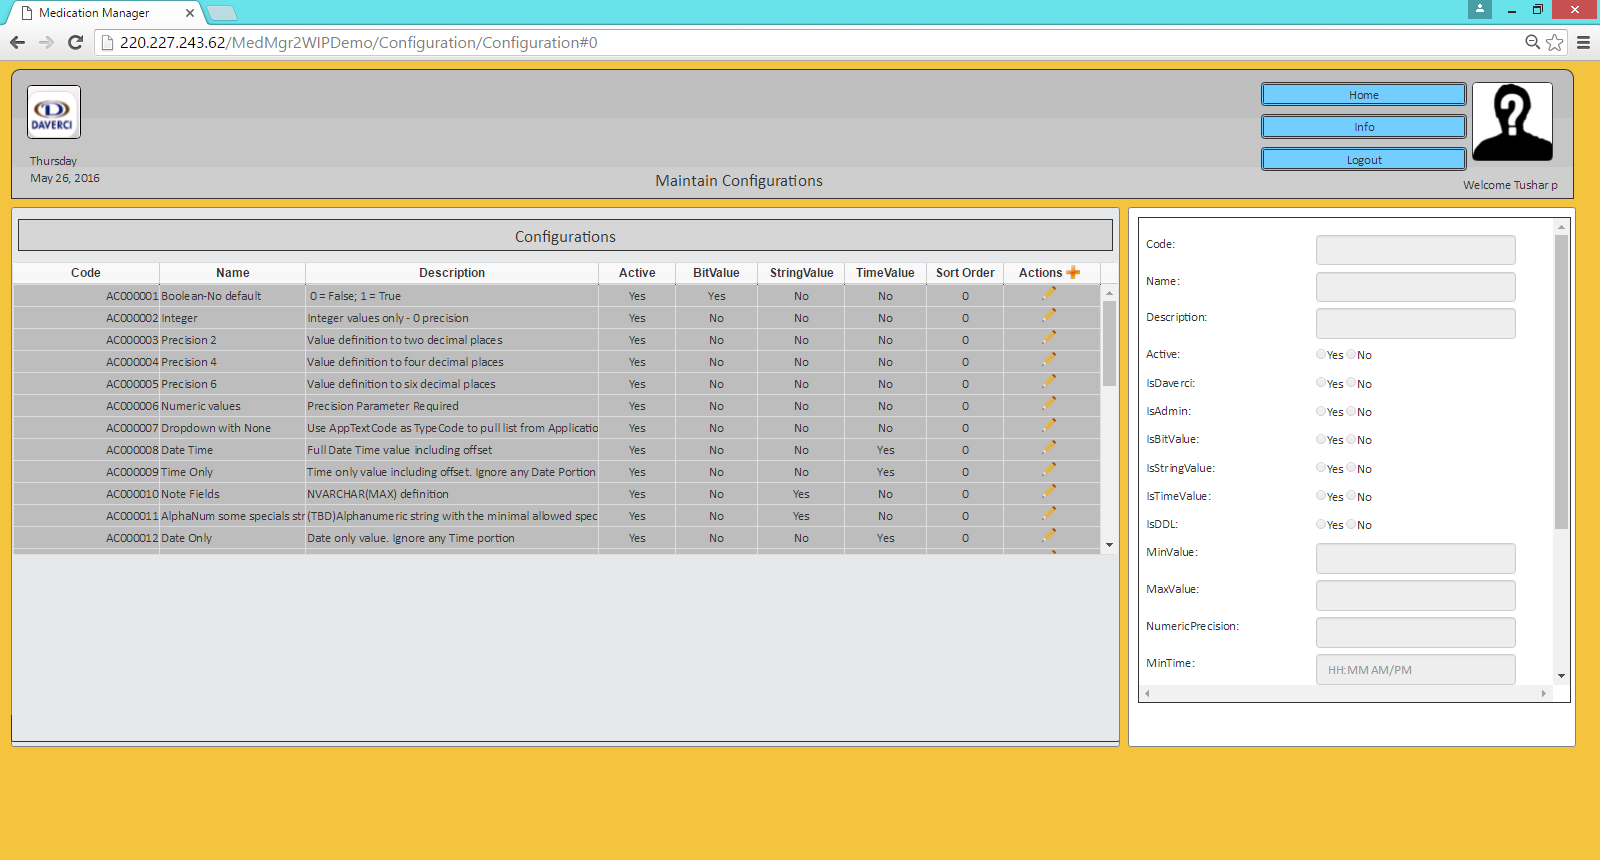 Medication Manager
220.227.243.62/MedMgr2WIPDemo/Configuration/Configuration#0
DAVERCI
Thursday
May 26, 2016
Maintain Configurations
Home
Info
Logout
Welcome Tushar p
Configurations
Code Name Description Active BitValue StringValue TimeValue Sort Order Actions
AC000001 Boolean-No default 0 = False; 1 = True Yes Yes No No 0
AC000002 Integer Integer values only - 0 precision Yes No No No 0
AC000003 Precision 2 Value definition to two decimal places Yes No No No 0
AC000004 Precision 4 Value definition to four decimal places Yes No No No 0
AC000005 Precision 6 Value definition to six decimal places Yes No No No 0
AC000006 Numeric values Precision Parameter Required Yes No No No 0
AC000007 Dropdown with None Use AppTextCode as TypeCode to pull list from Applicatio Yes No No No 0
AC000008 Date Time Full Date Time value including offset Yes No No Yes 0
AC000009 Time Only Time only value including offset. Ignore any Date Portion Yes No No Yes 0
AC000010 Note Fields NVARCHAR(MAX) definition Yes No Yes No 0
AC000011 AlphaNum some specials str (TBD)Alphanumeric string with the minimal allowed spec Yes No Yes No 0
AC000012 Date Only Date only value. Ignore any Time portion Yes No No Yes 0
Code:
Name:
Description:
Active: Yes No
IsDaverci: Yes No
IsAdmin: Yes No
IsBitValue: Yes No
IsStringValue: Yes No
IsTimeValue: Yes No
IsDDL: Yes No
MinValue:
MaxValue:
NumericPrecision:
MinTime: HH:MM AM/PM